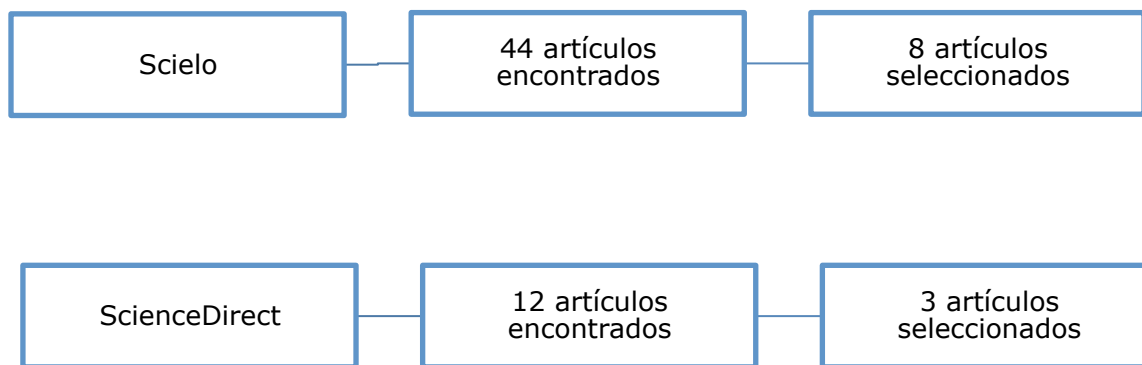 Scielo
44 artículos
encontrados
8 artículos
seleccionados
ScienceDirect
12 artículos
encontrados
3 artículos
seleccionados